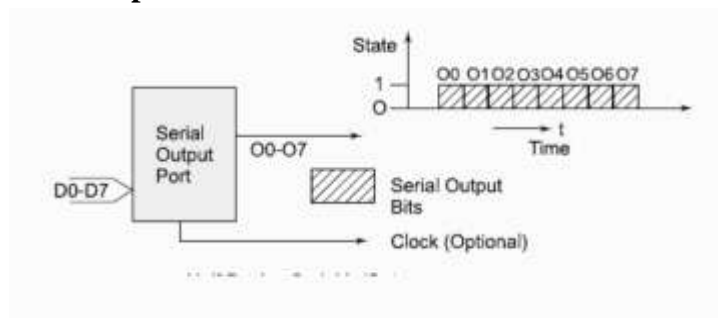 State
O0 O1 O2 O3 O4 O5 O6 O7
1
O
t
Time
Serial
Output
Port
O0-O7
D0-D7
Serial Output
Bits
Clock (Optional)